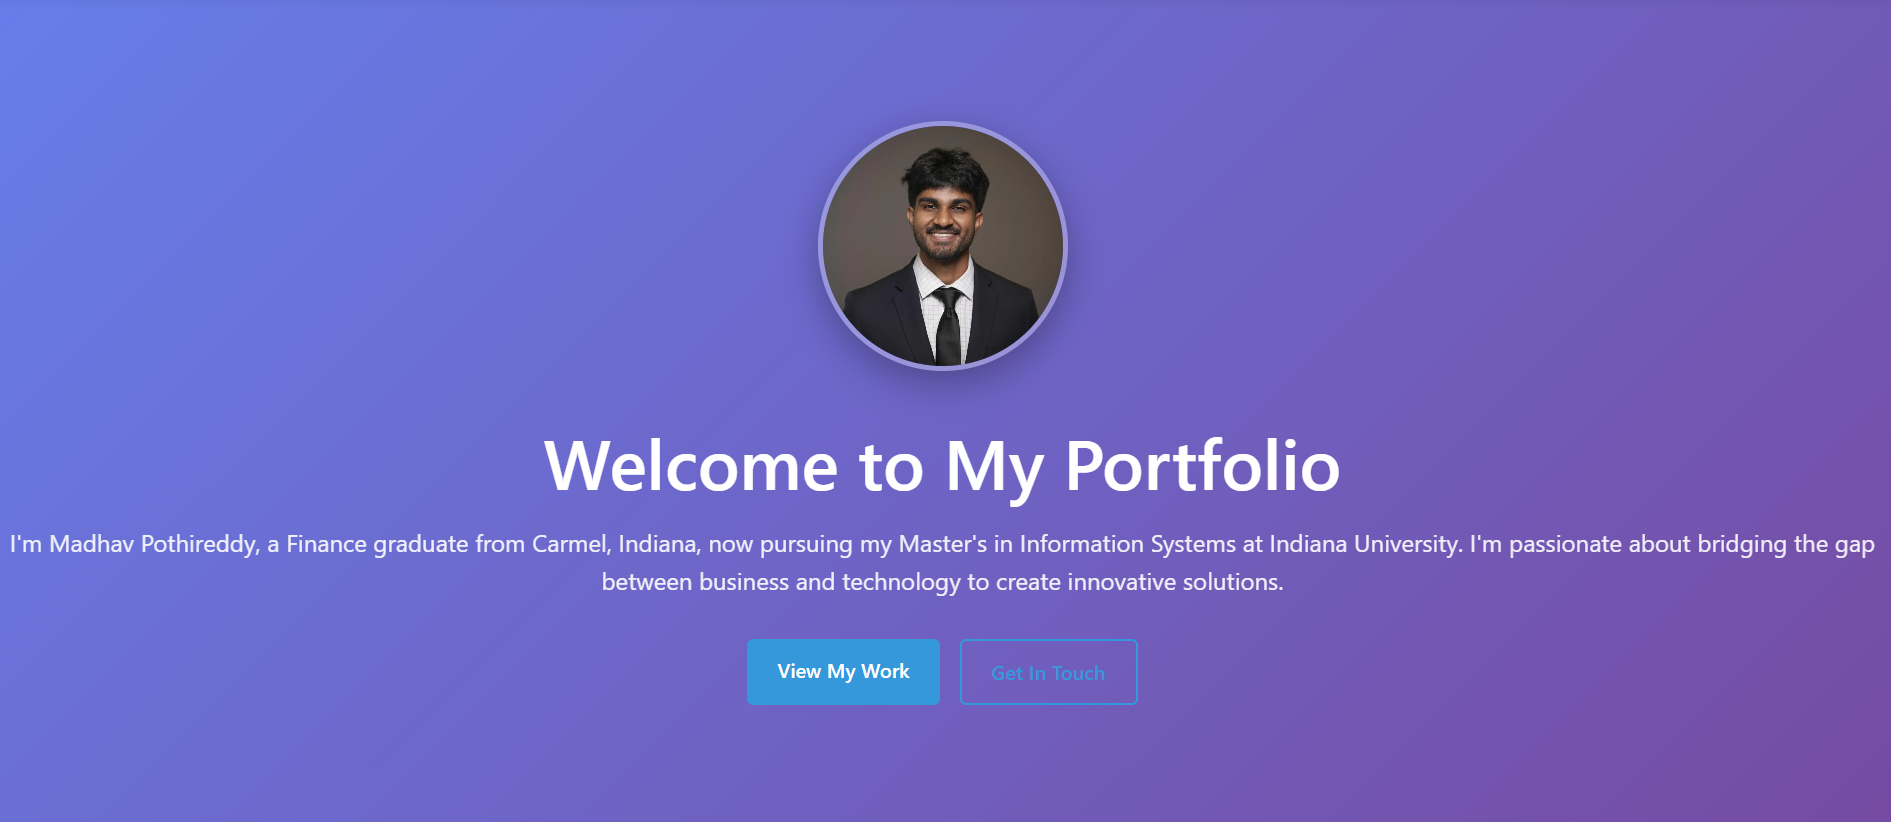 Welcome to My Portfolio
I'm Madhav Pothireddy, a Finance graduate from Carmel, Indiana, now pursuing my Master's in Information Systems at Indiana University. I'm passionate about bridging the gap
between business and technology to create innovative solutions.
View My Work
Get In Touch